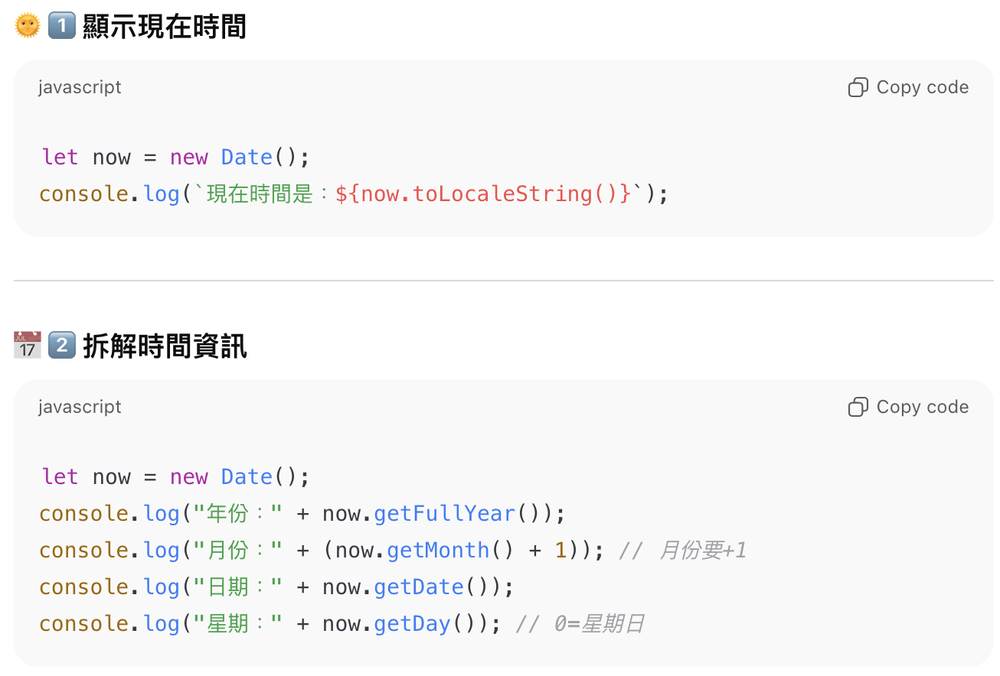 🌞 1️⃣ 顯示現在時間
javascript
Copy code
let now = new Date();
console.log(`現在時間是：${now.toLocaleString()}`);
📅 2️⃣ 拆解時間資訊
javascript
Copy code
let now = new Date();
console.log("年份：" + now.getFullYear());
console.log("月份：" + (now.getMonth() + 1)); // 月份要+1
console.log("日期：" + now.getDate());
console.log("星期：" + now.getDay()); // 0=星期日